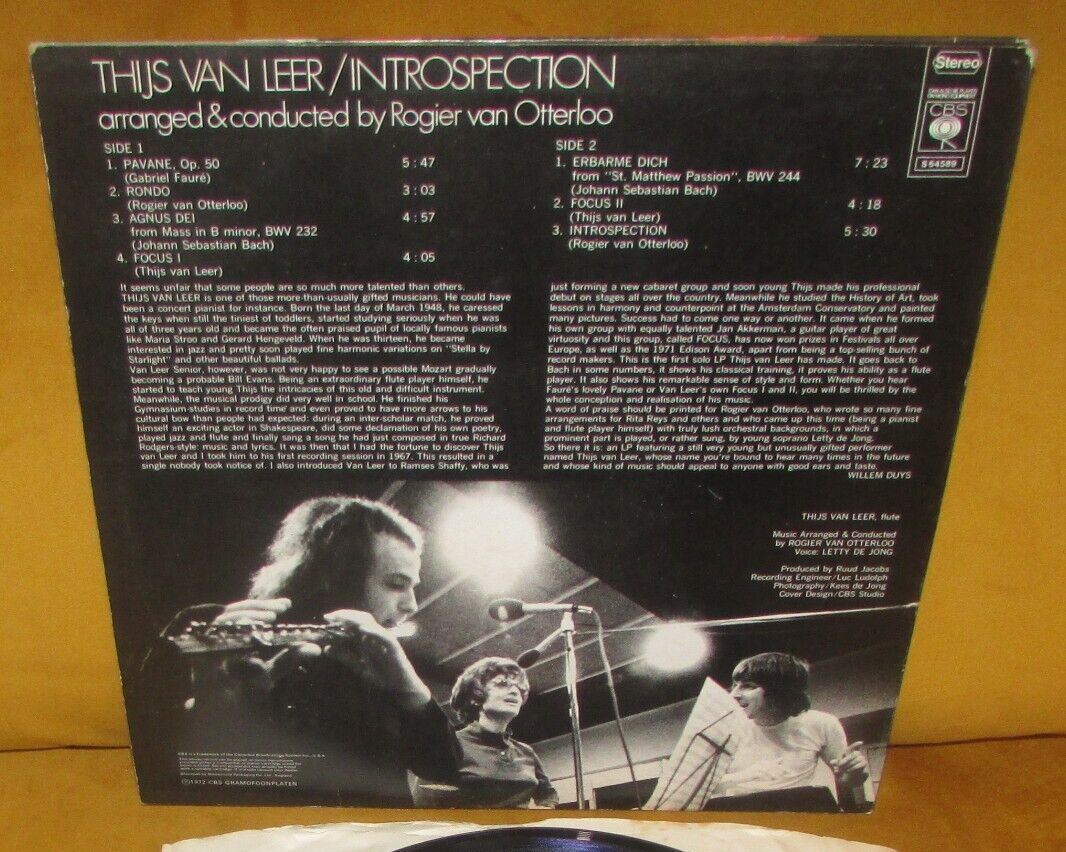 THIJS VAN LEER/INTROSPECTION
arranged & conducted by Rogier van Otterloo
Stereo
CBS
S 64589
SIDE 1
1. PAVANE, Op. 50 5:47
(Gabriel Fauré)
2. RONDO 3:03
(Rogier van Otterloo)
3. AGNUS DEI 4:57
from Mass in B minor, BWV 232
(Johann Sebastian Bach)
4. FOCUS I 4:05
(Thijs van Leer)
SIDE 2
1. ERBARME DICH 7:23
from "St. Matthew Passion", BWV 244
(Johann Sebastian Bach)
2. FOCUS II 4:18
(Thijs van Leer)
3. INTROSPECTION 5:30
(Rogier van Otterloo)
It seems unfair that some people are so much more talented than others.
THIJS VAN LEER is one of those more-than-usually gifted musicians. He could have
been a concert pianist for instance. Born the last day of March 1948, he caressed
the keys when still the tiniest of toddlers, started studying seriously when he was
all of three years old and became the often praised pupil of locally famous pianists
like Maria Stroo and Gerard Hengeveld. When he was thirteen, he became
interested in jazz and pretty soon played fine harmonic variations on "Stella by
Starlight" and other beautiful ballads.
Van Leer Senior, however, was not very happy to see a possible Mozart gradually
becoming a probable Bill Evans. Being an extraordinary flute player himself, he
started to teach young Thijs the intricacies of this old and difficult instrument.
Meanwhile, the musical prodigy did very well in school. He finished his
Gymnasium-studies in record time and even proved to have more arrows to his
cultural bow than people had expected: during an inter-scholar match, he proved
himself an exciting actor in Shakespeare, did some declamation of his own poetry,
played jazz and flute and finally sang a song he had just composed in true Richard
Rodgers-style: music and lyrics. It was then that I had the fortune to discover Thijs
van Leer and I took him to his first recording session in 1967. This resulted in a
single nobody took notice of. I also introduced Van Leer to Ramses Shaffy, who was
just forming a new cabaret group and soon young Thijs made his professional
debut on stages all over the country. Meanwhile he studied the History of Art, took
lessons in harmony and counterpoint at the Amsterdam Conservatory and painted
many pictures. Success had to come one way or another. It came when he formed
his own group with equally talented Jan Akkerman, a guitar player of great
virtuosity and this group, called FOCUS, has now won prizes in Festivals all over
Europe, as well as the 1971 Edison Award, apart from being a top-selling bunch of
record makers. This is the first solo LP Thijs van Leer has made. It goes back to
Bach in some numbers, it shows his classical training, it proves his ability as a flute
player. It also shows his remarkable sense of style and form. Whether you hear
Fauré's lovely Pavane or Van Leer's own Focus I and II, you will be thrilled by the
whole conception and realisation of his music.
A word of praise should be printed for Rogier van Otterloo, who wrote so many fine
arrangements for Rita Reys and others and who came up this time (being a pianist
and flute player himself) with truly lush orchestral backgrounds, in which a
prominent part is played, or rather sung, by young soprano Letty de Jong.
So there it is: an LP featuring a still very young but unusually gifted performer
named Thijs van Leer, whose name you're bound to hear many times in the future
and whose kind of music should appeal to anyone with good ears and taste.
WILLEM DUYS
THIJS VAN LEER, flute
Music Arranged & Conducted
by ROGIER VAN OTTERLOO
Voice: LETTY DE JONG
Produced by Ruud Jacobs
Recording Engineer/Luc Ludolph
Photography/Kees de Jong
Cover Design/CBS Studio
℗1972 CBS GRAMOFOONPLATEN